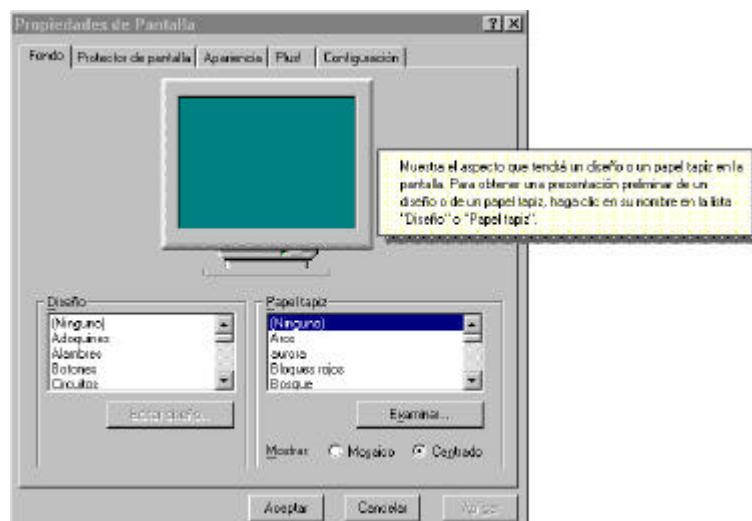 Propiedades de Pantalla
Fondo Protector de pantalla Apariencia Plus! Configuración
Muestra el aspecto que tendrá un diseño o un papel tapiz en la
pantalla. Para obtener una presentación preliminar de un
diseño o de un papel tapiz, haga clic en su nombre en la lista
"Diseño" o "Papel tapiz".
Diseño
(Ninguno)
Adoquines
Alambres
Botones
Circuitos
Editar diseño...
Papel tapiz
(Ninguno)
Arcs
aurora
Bloques rojos
Bosque
Examinar...
Mostrar: Mosaico Centrado
Aceptar Cancelar Aplicar